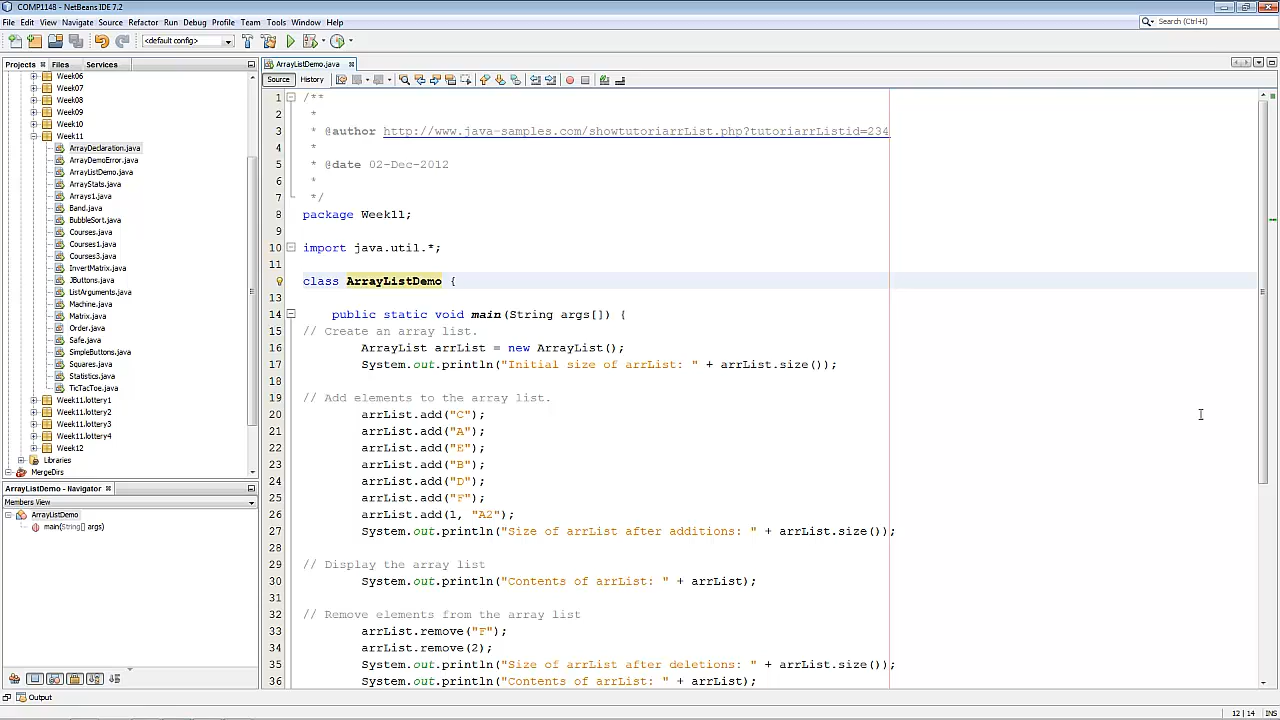 COMP1148 - NetBeans IDE 7.2
File Edit View Navigate Source Refactor Run Debug Profile Team Tools Window Help
Search (Ctrl+I)
<default config>
Projects Files Services
Week06
Week07
Week08
Week09
Week10
Week11
ArrayDeclaration.java
ArrayDemoError.java
ArrayListDemo.java
ArrayStats.java
Arrays1.java
Band.java
BubbleSort.java
Courses.java
Courses1.java
Courses3.java
InvertMatrix.java
JButtons.java
ListArguments.java
Machine.java
Matrix.java
Order.java
Safe.java
SimpleButtons.java
Squares.java
Statistics.java
TicTacToe.java
Week11.lottery1
Week11.lottery2
Week11.lottery3
Week11.lottery4
Week12
Libraries
MergeDirs
ArrayListDemo - Navigator
Members View
ArrayListDemo
main(String[] args)
ArrayListDemo.java
Source History
1 /**
2 *
3 * @author http://www.java-samples.com/showtutoriarrList.php?tutoriarrListid=234
4 *
5 * @date 02-Dec-2012
6 *
7 */
8 package Week11;
9
10 import java.util.*;
11
class ArrayListDemo {
13
14 public static void main(String args[]) {
15 // Create an array list.
16 ArrayList arrList = new ArrayList();
17 System.out.println("Initial size of arrList: " + arrList.size());
18
19 // Add elements to the array list.
20 arrList.add("C");
21 arrList.add("A");
22 arrList.add("E");
23 arrList.add("B");
24 arrList.add("D");
25 arrList.add("F");
26 arrList.add(1, "A2");
27 System.out.println("Size of arrList after additions: " + arrList.size());
28
29 // Display the array list
30 System.out.println("Contents of arrList: " + arrList);
31
32 // Remove elements from the array list
33 arrList.remove("F");
34 arrList.remove(2);
35 System.out.println("Size of arrList after deletions: " + arrList.size());
36 System.out.println("Contents of arrList: " + arrList);
Output
12 | 14 INS